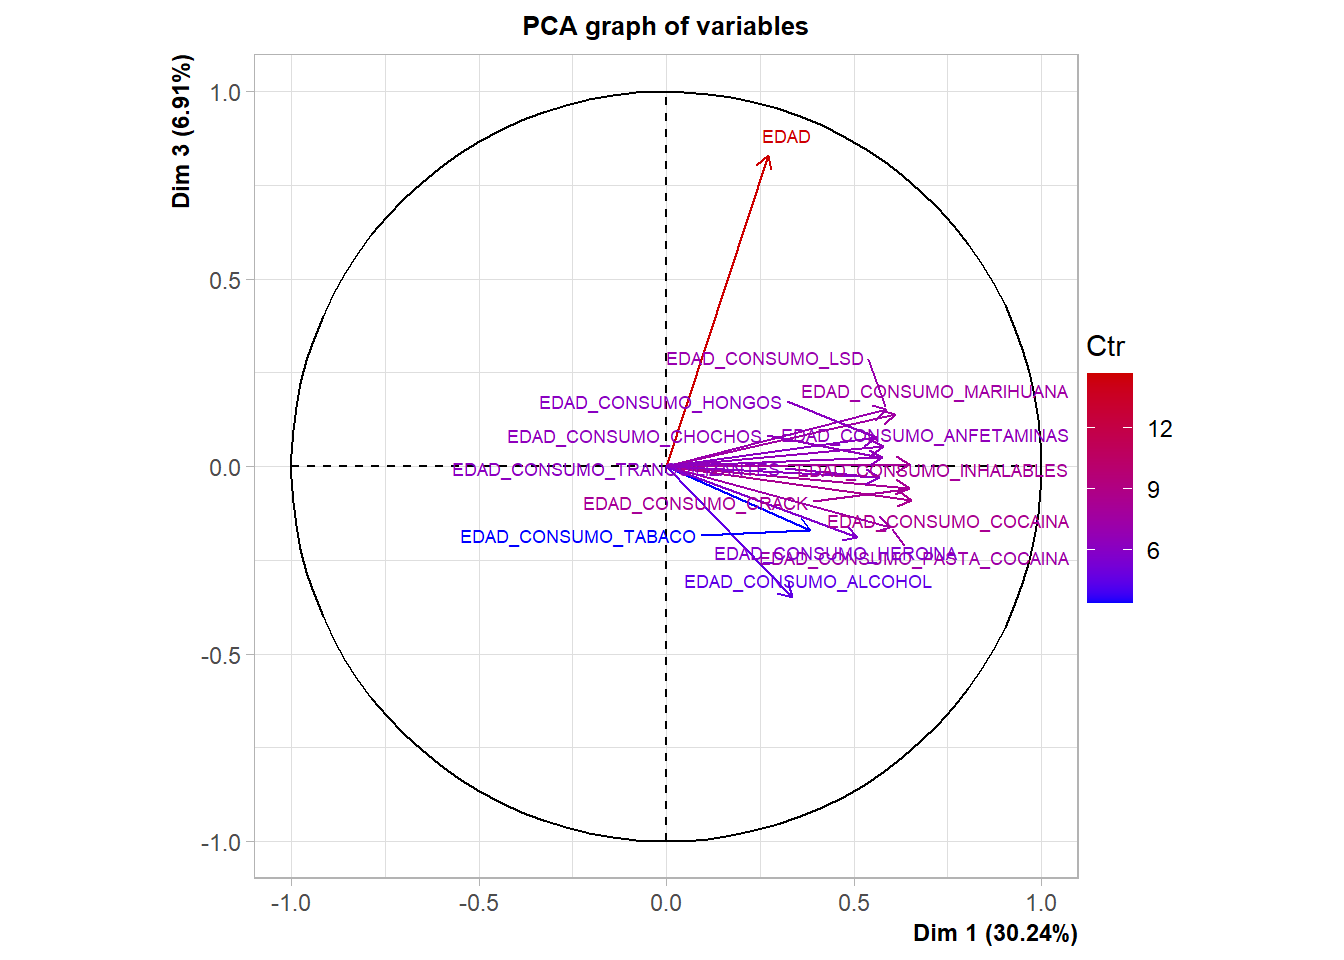 PCA graph of variables
Dim 3 (6.91%)
1.0
0.5
0.0
-0.5
-1.0
EDAD
EDAD_CONSUMO_LSD
EDAD_CONSUMO_MARIHUANA
EDAD_CONSUMO_HONGOS
EDAD_CONSUMO_CHOCHOS
EDAD_CONSUMO_ANFETAMINAS
EDAD_CONSUMO_INHALABLES
EDAD_CONSUMO_CRACK
EDAD_CONSUMO_COCAINA
EDAD_CONSUMO_TABACO
EDAD_CONSUMO_HEROINA
EDAD_CONSUMO_PASTA_COCAINA
EDAD_CONSUMO_ALCOHOL
Ctr
12
9
6
-1.0
-0.5
0.0
0.5
1.0
Dim 1 (30.24%)